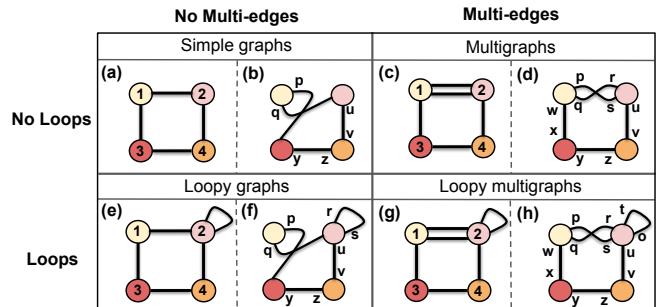 No Multi-edges
Multi-edges
Simple graphs
Multigraphs
(a)
(b)
(c)
(d)
No Loops
1
2
3
4
p
q
u
v
y
z
1
2
3
4
p
r
q
s
w
u
x
v
y
z
Loopy graphs
Loopy multigraphs
(e)
(f)
(g)
(h)
Loops
1
2
3
4
p
r
q
s
u
v
y
z
1
2
3
4
t
p
r
o
q
s
w
u
x
v
y
z